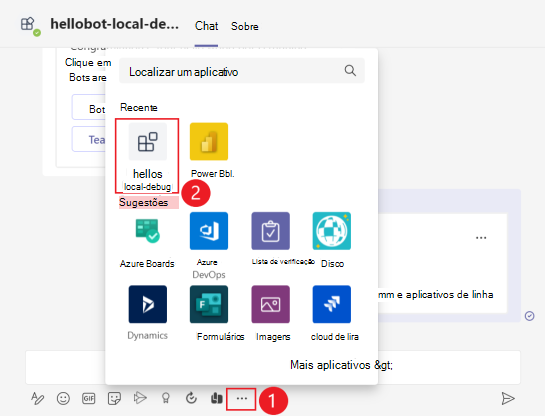 hellobot-local-de...
Chat
Sobre
Clique em
Bots are
Bot
Tea
Localizar um aplicativo
Recente
hellos
local-debug
Power Bbl.
2
Sugestões
Azure Boards
Azure
DevOps
Lista de verificação
Disco
Dynamics
Formulários
Imagens
cloud de lira
mm e aplicativos de linha
Mais aplicativos &gt;
GIF
1